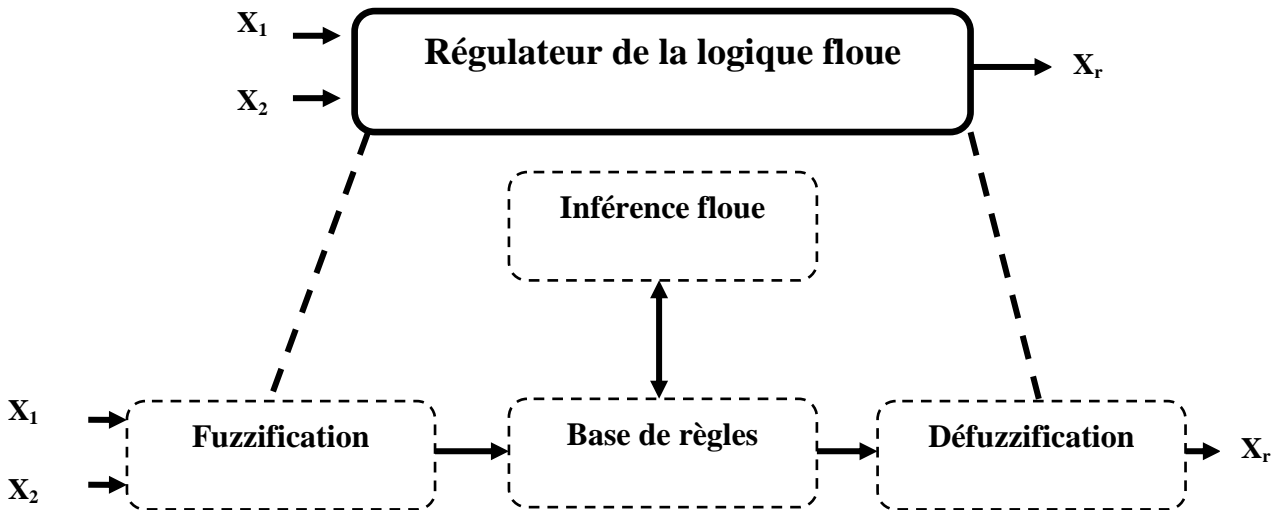 X₁
Régulateur de la logique floue
Xᵣ
X₂
Inférence floue
X₁
Fuzzification
Base de règles
Défuzzification
Xᵣ
X₂